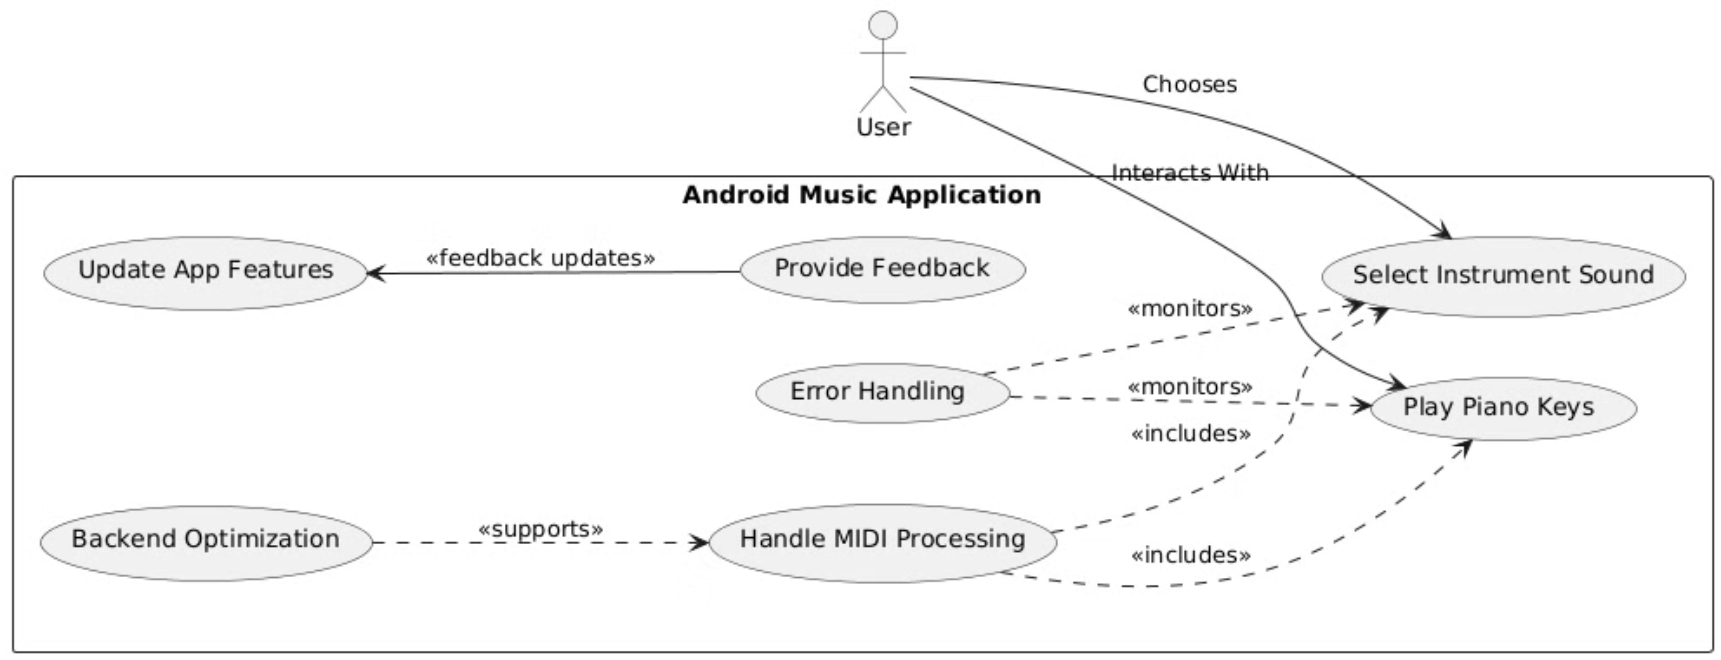 Chooses
User
Interacts With
Android Music Application
«feedback updates»
Update App Features
Provide Feedback
Select Instrument Sound
«monitors»
Error Handling
«monitors»
Play Piano Keys
«includes»
Backend Optimization
«supports»
Handle MIDI Processing
«includes»